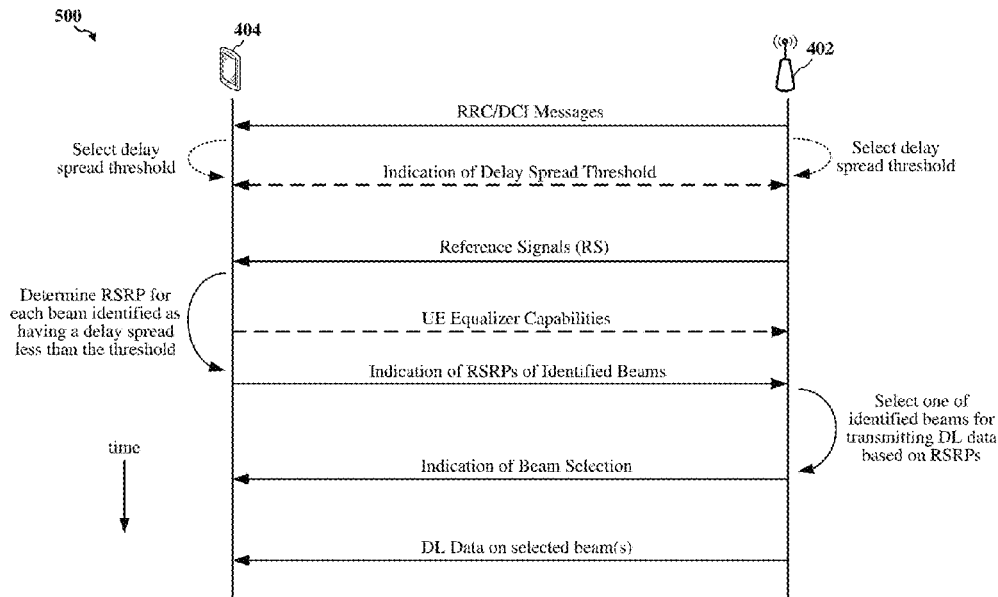 500
404
402
RRC/DCI Messages
Select delay
spread threshold
Select delay
spread threshold
Indication of Delay Spread Threshold
Reference Signals (RS)
Determine RSRP for
each beam identified as
having a delay spread
less than the threshold
UE Equalizer Capabilities
Indication of RSRPs of Identified Beams
Select one of
identified beams for
transmitting DL data
based on RSRPs
time
Indication of Beam Selection
DL Data on selected beam(s)